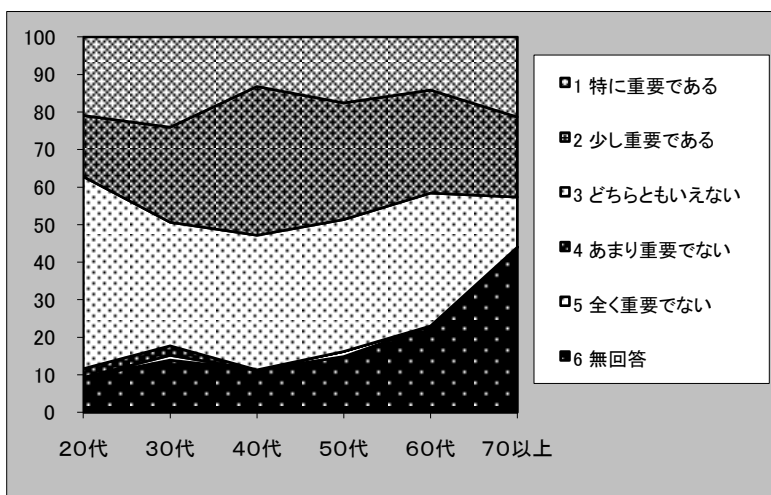 100
90
80
70
60
50
40
30
20
10
0
20代 30代 40代 50代 60代 70以上
1 特に重要である
2 少し重要である
3 どちらともいえない
4 あまり重要でない
5 全く重要でない
6 無回答